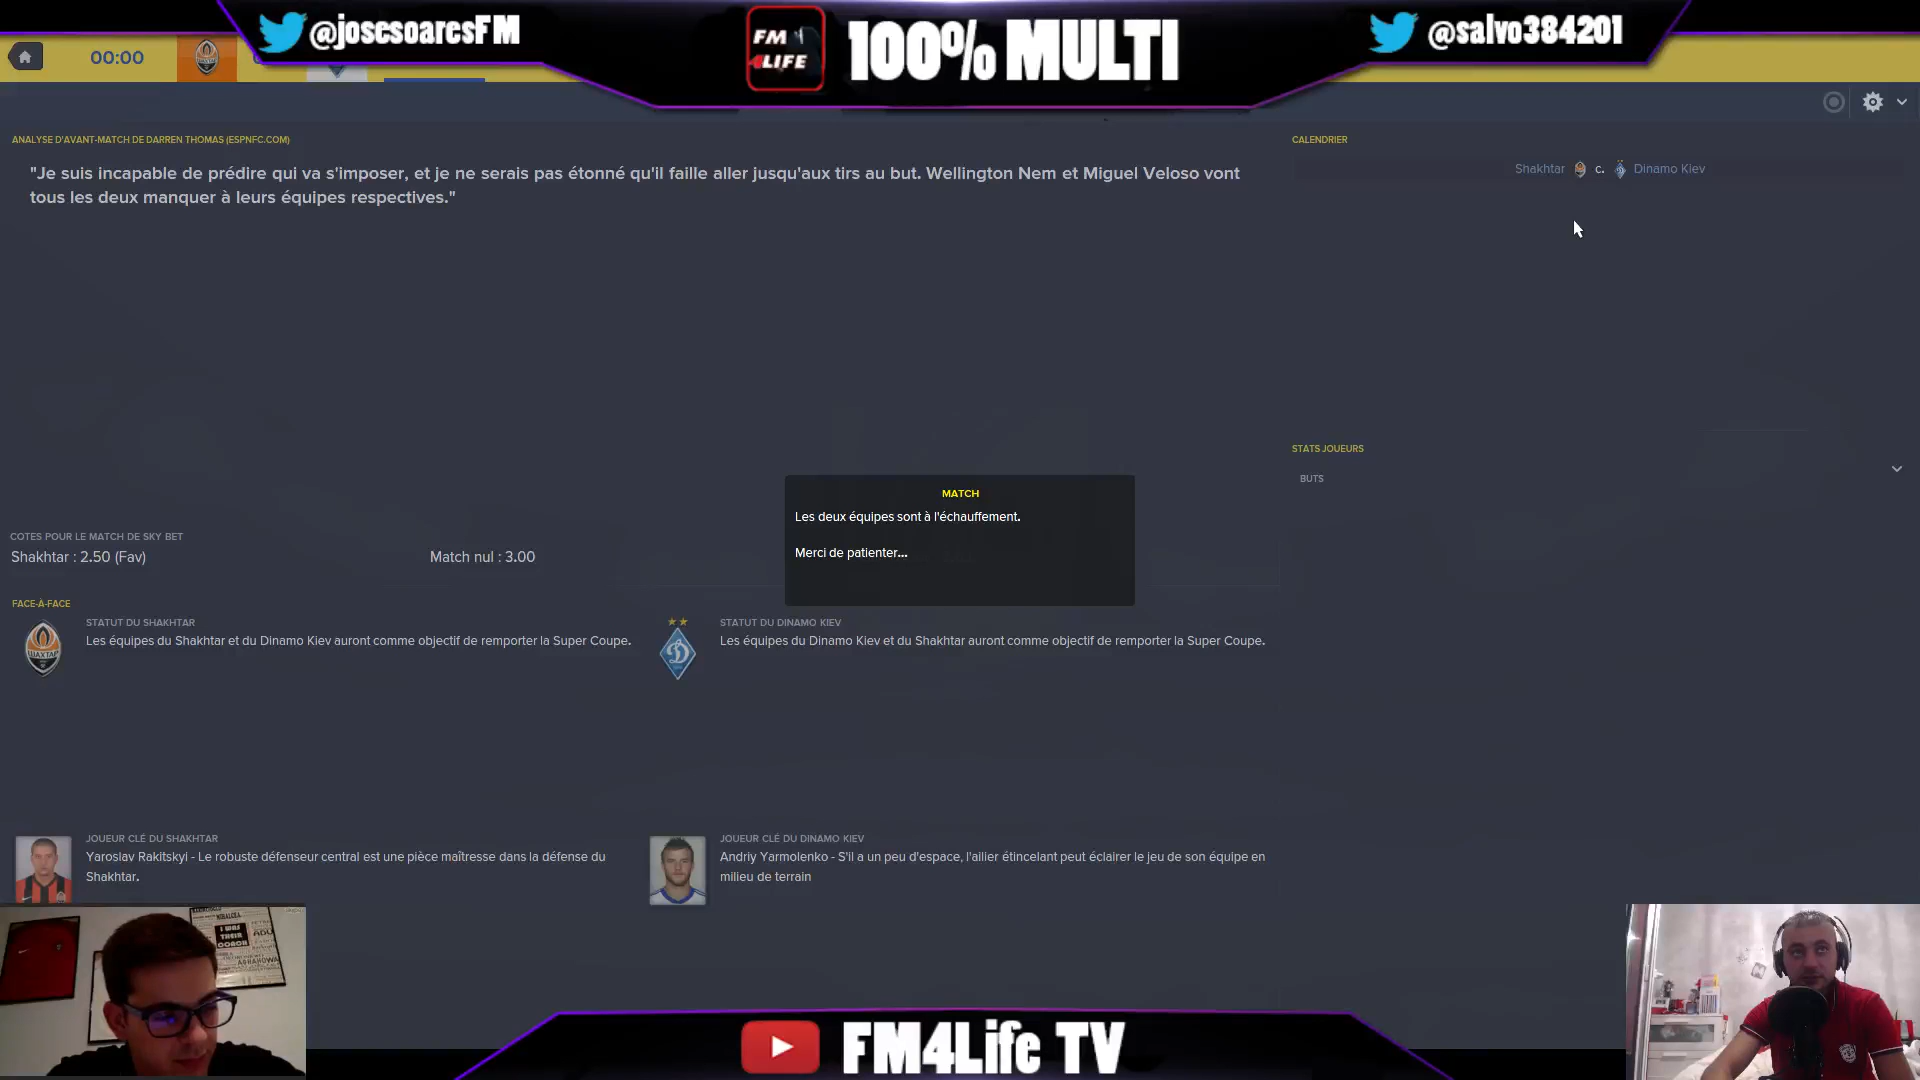 @josesoaresFM
FM
4LIFE
100% MULTI
@salvo384201
00:00
ANALYSE D'AVANT-MATCH DE DARREN THOMAS (ESPNFC.COM)
"Je suis incapable de prédire qui va s'imposer, et je ne serais pas étonné qu'il faille aller jusqu'aux tirs au but. Wellington Nem et Miguel Veloso vont
tous les deux manquer à leurs équipes respectives."
CALENDRIER
Shakhtar c. Dinamo Kiev
STATS JOUEURS
BUTS
MATCH
Les deux équipes sont à l'échauffement.
Merci de patienter...
COTES POUR LE MATCH DE SKY BET
Shakhtar : 2.50 (Fav)
Match nul : 3.00
FACE-À-FACE
STATUT DU SHAKHTAR
Les équipes du Shakhtar et du Dinamo Kiev auront comme objectif de remporter la Super Coupe.
STATUT DU DINAMO KIEV
Les équipes du Dinamo Kiev et du Shakhtar auront comme objectif de remporter la Super Coupe.
JOUEUR CLÉ DU SHAKHTAR
Yaroslav Rakitskyi - Le robuste défenseur central est une pièce maîtresse dans la défense du
Shakhtar.
JOUEUR CLÉ DU DINAMO KIEV
Andriy Yarmolenko - S'il a un peu d'espace, l'ailier étincelant peut éclairer le jeu de son équipe en
milieu de terrain
I WAS
THEIR
COACH
FM4Life TV